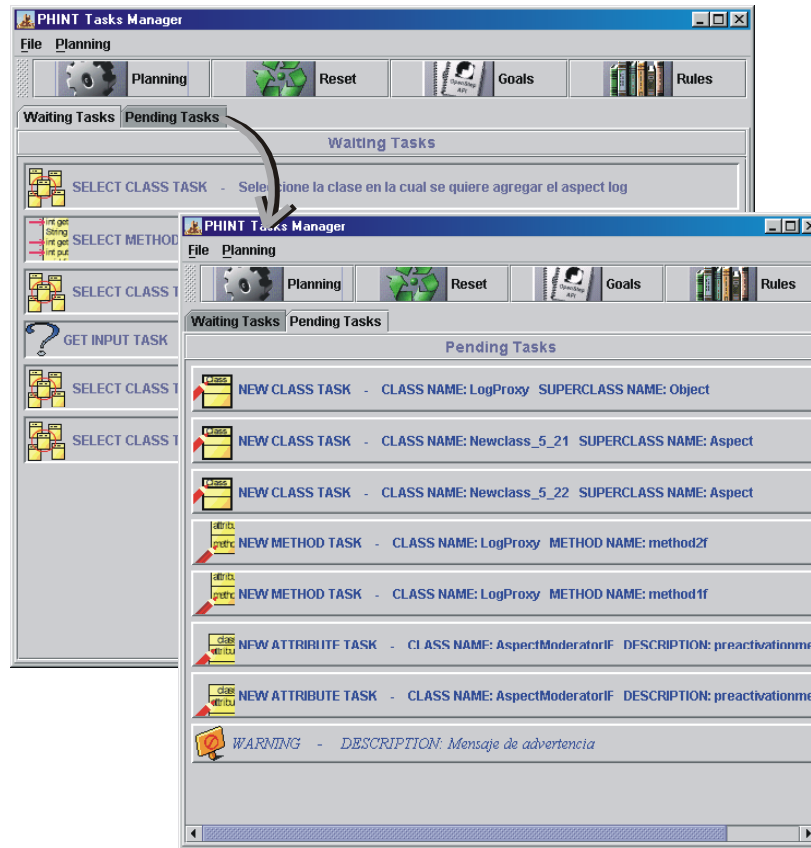 PHINT Tasks Manager
File Planning
Planning Reset Goals Rules
Waiting Tasks Pending Tasks
Waiting Tasks
SELECT CLASS TASK - Seleccione la clase en la cual se quiere agregar el aspect log
SELECT METHOD
SELECT CLASS T
GET INPUT TASK
SELECT CLASS T
SELECT CLASS T
PHINT Tasks Manager
File Planning
Planning Reset Goals Rules
Waiting Tasks Pending Tasks
Pending Tasks
NEW CLASS TASK - CLASS NAME: LogProxy SUPERCLASS NAME: Object
NEW CLASS TASK - CLASS NAME: Newclass_5_21 SUPERCLASS NAME: Aspect
NEW CLASS TASK - CLASS NAME: Newclass_5_22 SUPERCLASS NAME: Aspect
NEW METHOD TASK - CLASS NAME: LogProxy METHOD NAME: method2f
NEW METHOD TASK - CLASS NAME: LogProxy METHOD NAME: method1f
NEW ATTRIBUTE TASK - CLASS NAME: AspectModeratorIF DESCRIPTION: preactivationme
NEW ATTRIBUTE TASK - CLASS NAME: AspectModeratorIF DESCRIPTION: preactivationme
WARNING - DESCRIPTION: Mensaje de advertencia